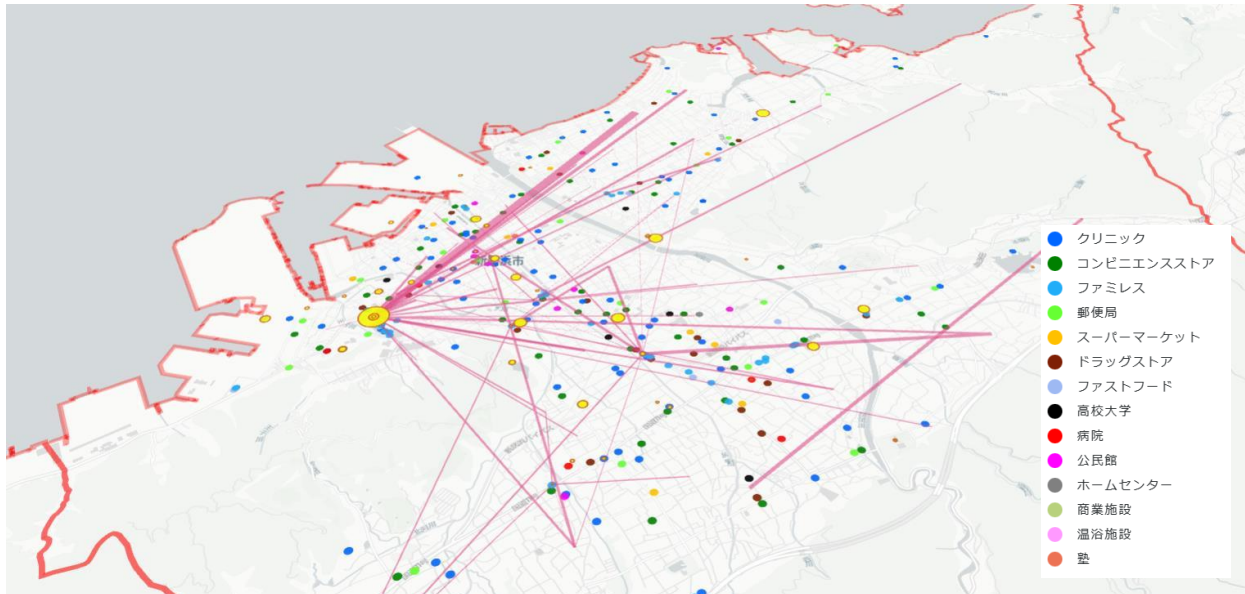 クリニック
コンビニエンスストア
ファミレス
郵便局
スーパーマーケット
ドラッグストア
ファストフード
高校大学
病院
公民館
ホームセンター
商業施設
温浴施設
塾